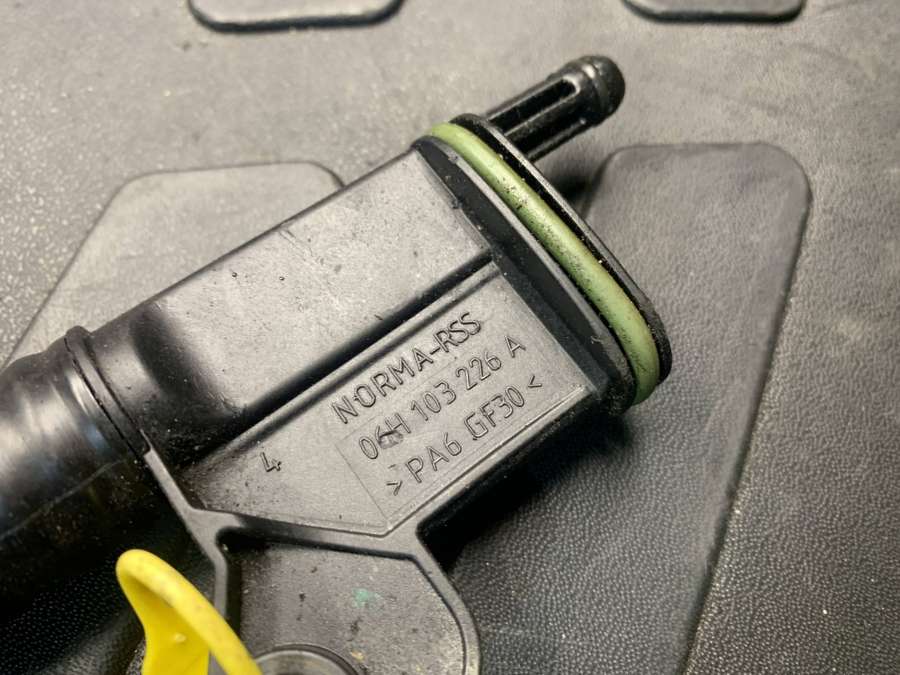 NORMA-RSS
06H 103 226 A
>PA6 GF30<
4